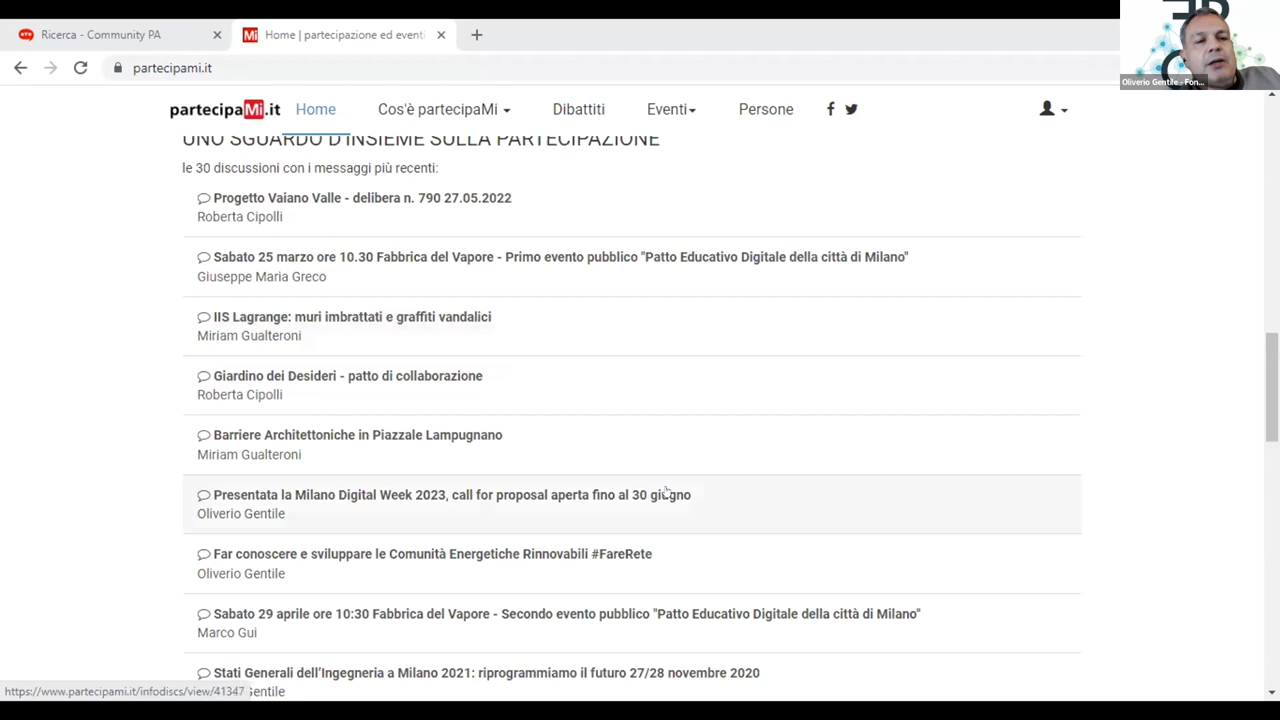 Ricerca - Community PA
Home | partecipazione ed eventi
partecipami.it
Oliverio Gentile - Fon...
partecipaMi.it Home Cos'è partecipaMi Dibattiti Eventi Persone
UNO SGUARDO D'INSIEME SULLA PARTECIPAZIONE
le 30 discussioni con i messaggi più recenti:
Progetto Vaiano Valle - delibera n. 790 27.05.2022
Roberta Cipolli
Sabato 25 marzo ore 10.30 Fabbrica del Vapore - Primo evento pubblico "Patto Educativo Digitale della città di Milano"
Giuseppe Maria Greco
IIS Lagrange: muri imbrattati e graffiti vandalici
Miriam Gualteroni
Giardino dei Desideri - patto di collaborazione
Roberta Cipolli
Barriere Architettoniche in Piazzale Lampugnano
Miriam Gualteroni
Presentata la Milano Digital Week 2023, call for proposal aperta fino al 30 giugno
Oliverio Gentile
Far conoscere e sviluppare le Comunità Energetiche Rinnovabili #FareRete
Oliverio Gentile
Sabato 29 aprile ore 10:30 Fabbrica del Vapore - Secondo evento pubblico "Patto Educativo Digitale della città di Milano"
Marco Gui
Stati Generali dell'Ingegneria a Milano 2021: riprogrammiamo il futuro 27/28 novembre 2020
https://www.partecipami.it/infodiscs/view/41347 Gentile